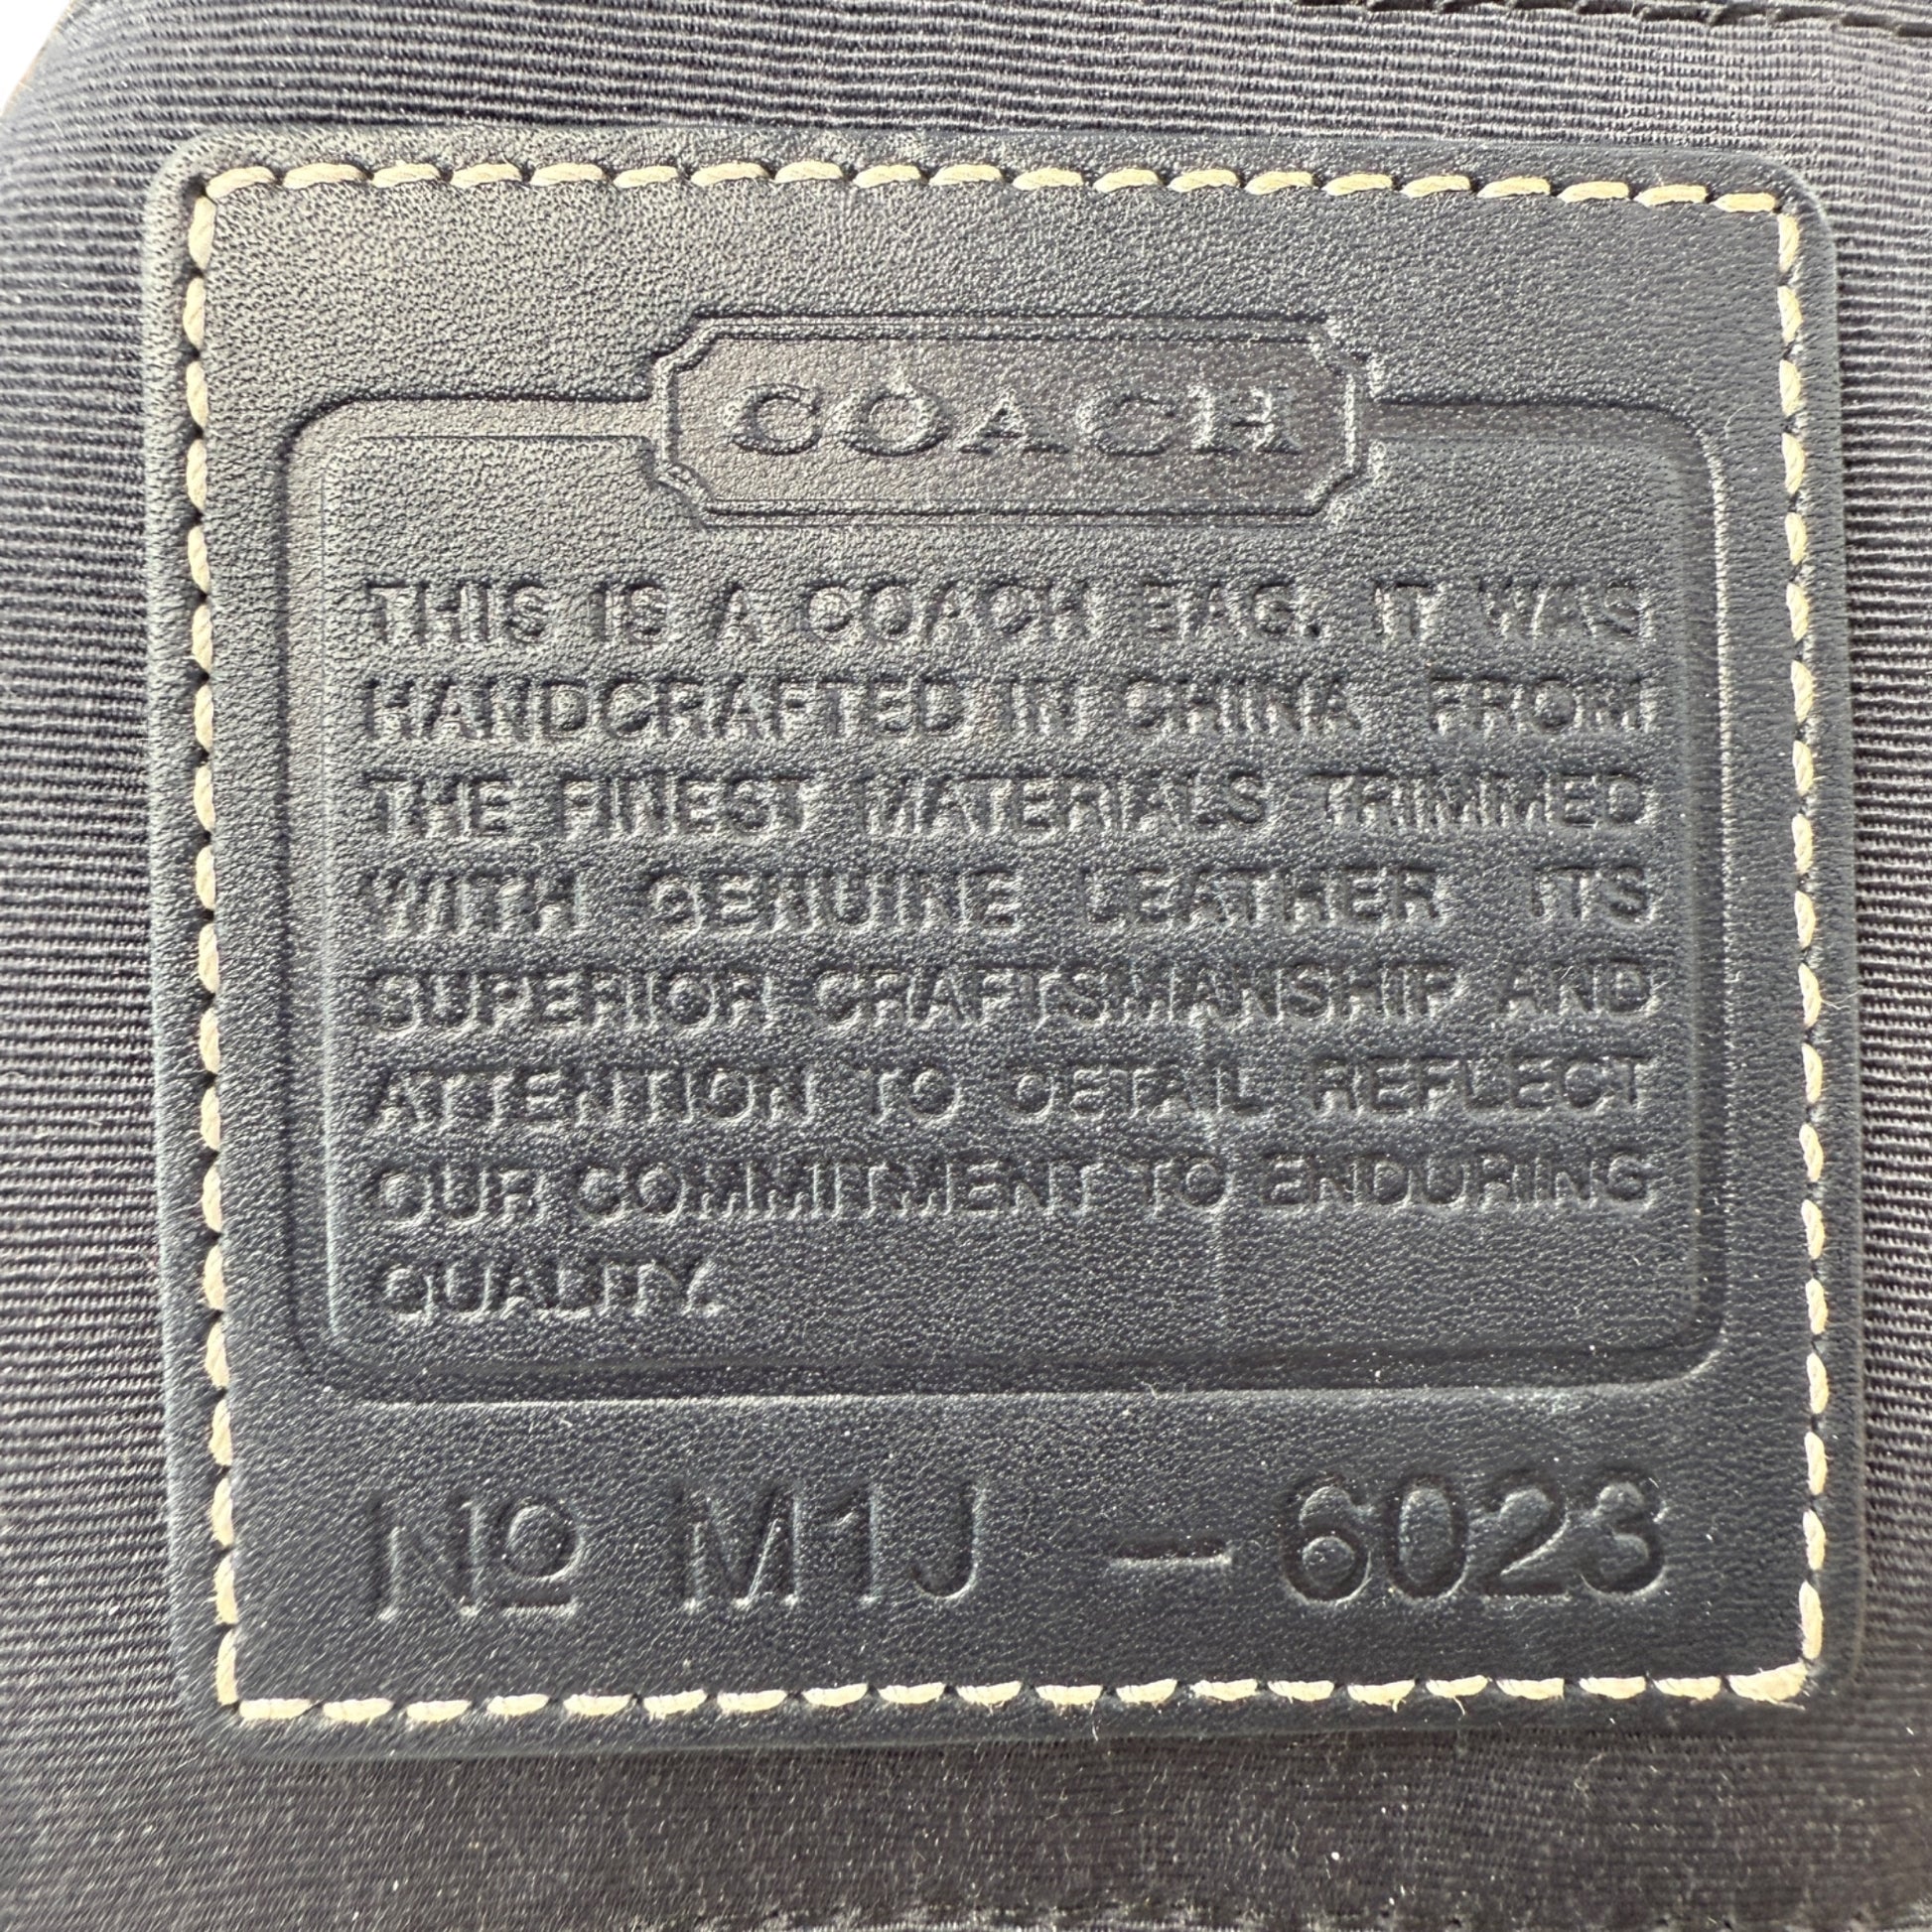 COACH
THIS IS A COACH BAG. IT WAS
HANDCRAFTED IN CHINA FROM
THE FINEST MATERIALS TRIMMED
WITH GENUINE LEATHER ITS
SUPERIOR CRAFTSMANSHIP AND
ATTENTION TO DETAIL REFLECT
OUR COMMITMENT TO ENDURING
QUALITY.
Nº M1J - 6023